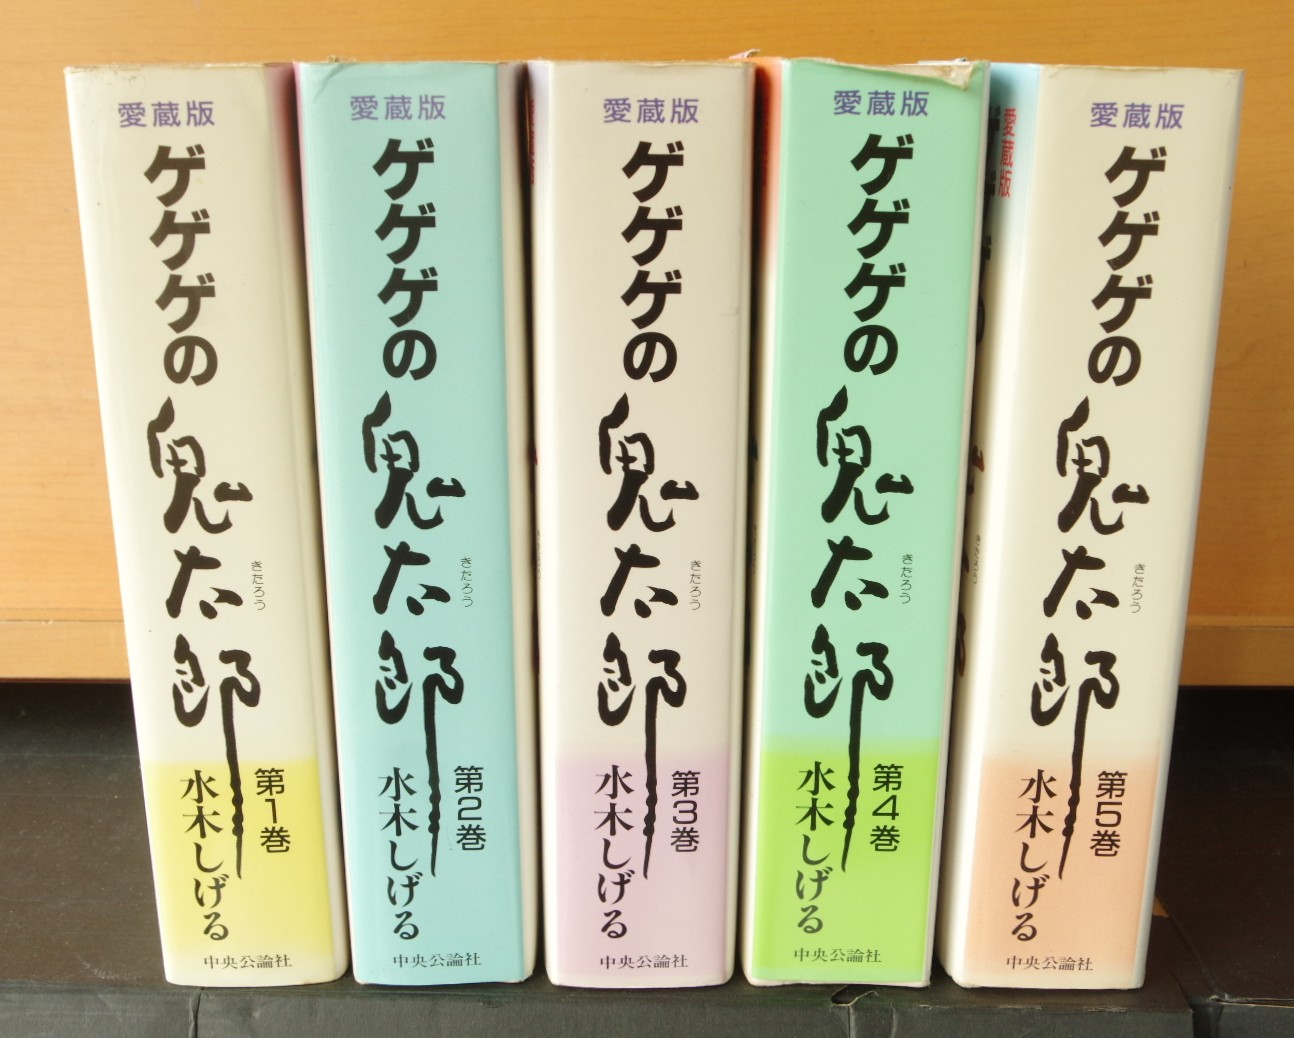 愛蔵版
ゲゲゲの鬼太郎
きたろう
第1巻
水木しげる
中央公論社
愛蔵版
ゲゲゲの鬼太郎
きたろう
第2巻
水木しげる
中央公論社
愛蔵版
ゲゲゲの鬼太郎
きたろう
第3巻
水木しげる
中央公論社
愛蔵版
ゲゲゲの鬼太郎
きたろう
第4巻
水木しげる
中央公論社
愛蔵版
愛蔵版
ゲゲゲの鬼太郎
きたろう
第5巻
水木しげる
中央公論社